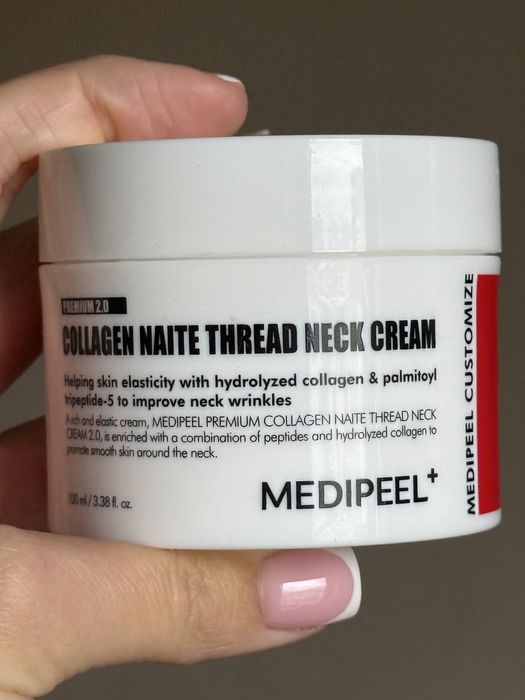 PREMIUM 2.0
COLLAGEN NAITE THREAD NECK CREAM
Helping skin elasticity with hydrolyzed collagen & palmitoyl
tripeptide-5 to improve neck wrinkles
A rich and elastic cream, MEDIPEEL PREMIUM COLLAGEN NAITE THREAD NECK
CREAM 2.0, is enriched with a combination of peptides and hydrolyzed collagen to
promote smooth skin around the neck.
100 ml / 3.38 fl. oz.
MEDIPEEL+
MEDIPEEL CUSTOMIZE